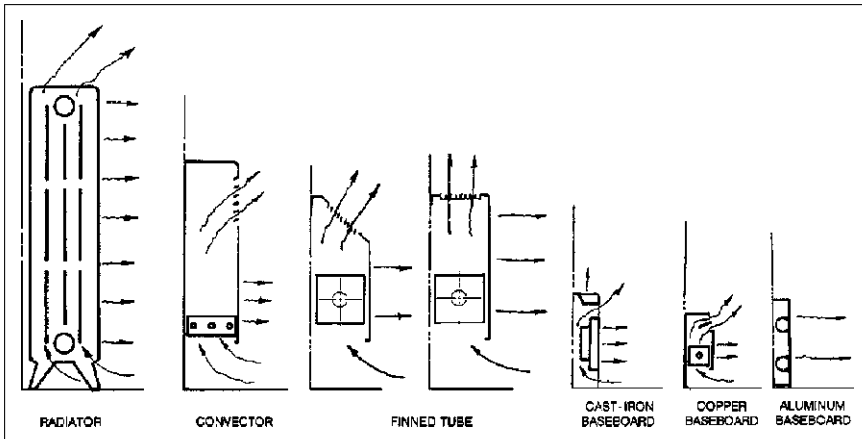 RADIATOR
CONVECTOR
FINNED TUBE
CAST-IRON
BASEBOARD
COPPER
BASEBOARD
ALUMINUM
BASEBOARD